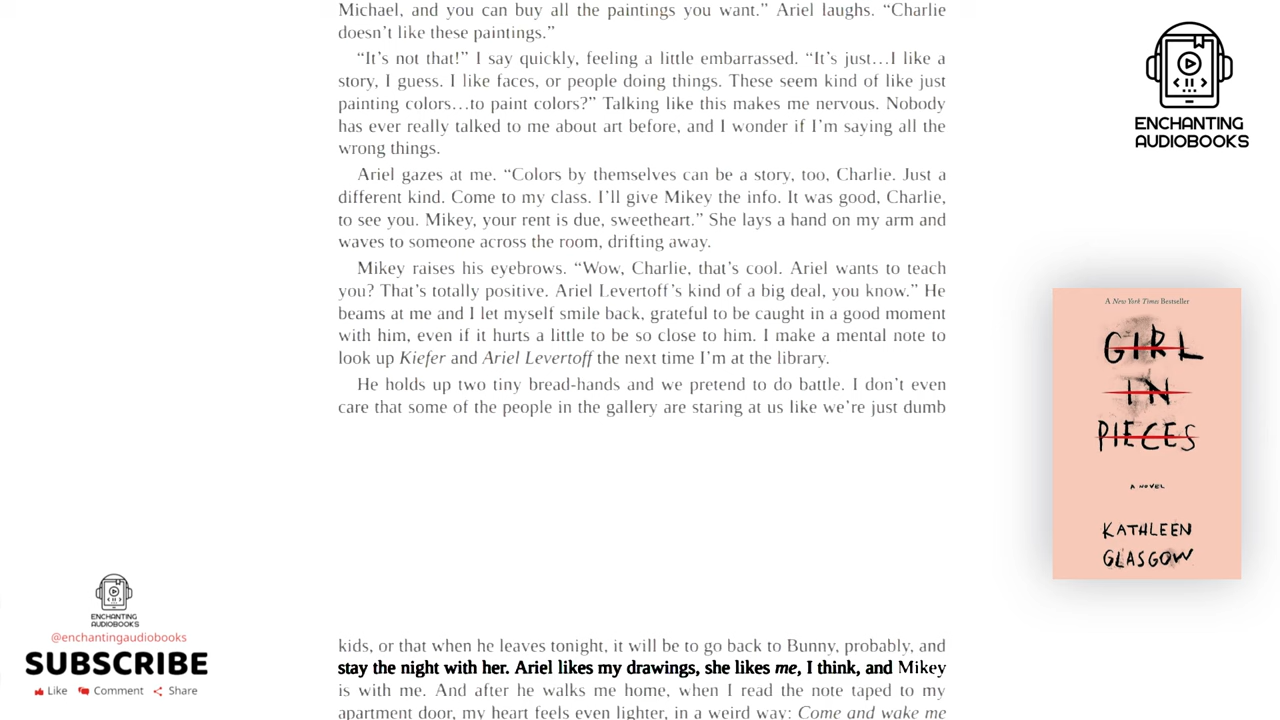 Michael, and you can buy all the paintings you want.” Ariel laughs. “Charlie
doesn’t like these paintings.”
“It’s not that!” I say quickly, feeling a little embarrassed. “It’s just…I like a
story, I guess. I like faces, or people doing things. These seem kind of like just
painting colors…to paint colors?” Talking like this makes me nervous. Nobody
has ever really talked to me about art before, and I wonder if I’m saying all the
wrong things.
Ariel gazes at me. “Colors by themselves can be a story, too, Charlie. Just a
different kind. Come to my class. I’ll give Mikey the info. It was good, Charlie,
to see you. Mikey, your rent is due, sweetheart.” She lays a hand on my arm and
waves to someone across the room, drifting away.
Mikey raises his eyebrows. “Wow, Charlie, that’s cool. Ariel wants to teach
you? That’s totally positive. Ariel Levertoff’s kind of a big deal, you know.” He
beams at me and I let myself smile back, grateful to be caught in a good moment
with him, even if it hurts a little to be so close to him. I make a mental note to
look up Kiefer and Ariel Levertoff the next time I’m at the library.
He holds up two tiny bread-hands and we pretend to do battle. I don’t even
care that some of the people in the gallery are staring at us like we’re just dumb
kids, or that when he leaves tonight, it will be to go back to Bunny, probably, and
stay the night with her. Ariel likes my drawings, she likes me, I think, and Mikey
is with me. And after he walks me home, when I read the note taped to my
apartment door, my heart feels even lighter, in a weird way: Come and wake me
ENCHANTING
AUDIOBOOKS
A New York Times Bestseller
GIRL
IN
PIECES
A NOVEL
KATHLEEN
GLASGOW
ENCHANTING
AUDIOBOOKS
@enchantingaudiobooks
SUBSCRIBE
Like Comment Share